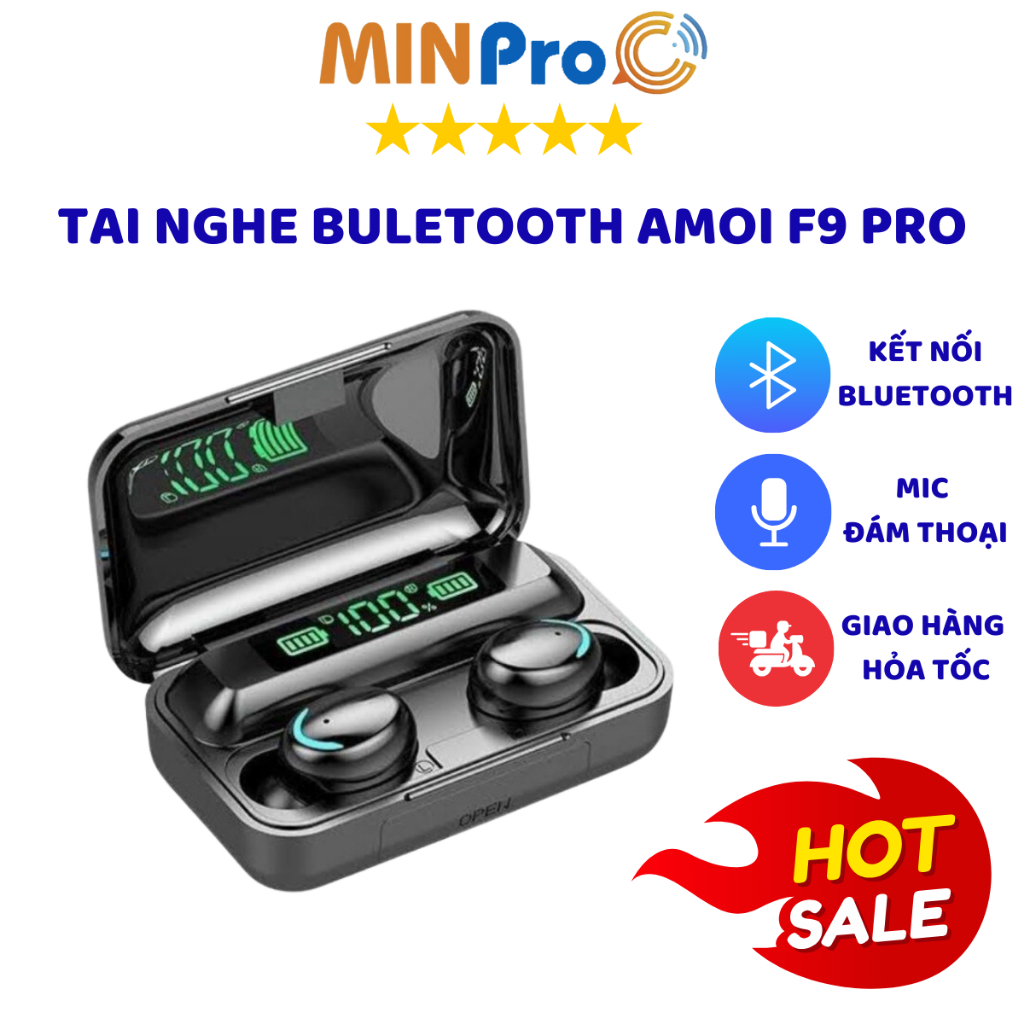 MINPro
TAI NGHE BULETOOTH AMOI F9 PRO
KẾT NỐI
BLUETOOTH
MIC
ĐÁM THOẠI
GIAO HÀNG
HỎA TỐC
100
100%
L
OPEN
HOT
SALE